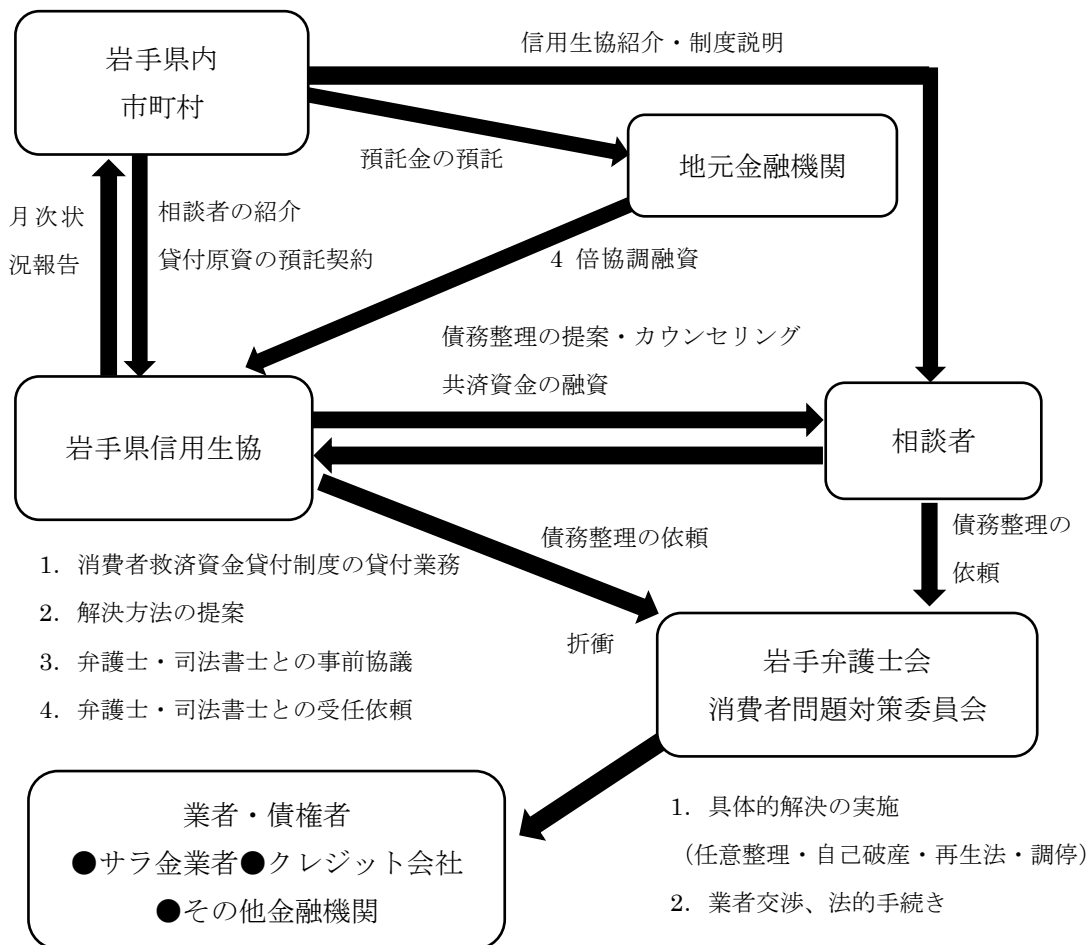 信用生協紹介・制度説明
岩手県内
市町村
預託金の預託
地元金融機関
月次状
況報告
相談者の紹介
貸付原資の預託契約
4 倍協調融資
債務整理の提案・カウンセリング
共済資金の融資
岩手県信用生協
相談者
債務整理の依頼
債務整理の
依頼
1. 消費者救済資金貸付制度の貸付業務
2. 解決方法の提案
3. 弁護士・司法書士との事前協議
4. 弁護士・司法書士との受任依頼
折衝
岩手弁護士会
消費者問題対策委員会
業者・債権者
●サラ金業者●クレジット会社
●その他金融機関
1. 具体的解決の実施
(任意整理・自己破産・再生法・調停)
2. 業者交渉、法的手続き